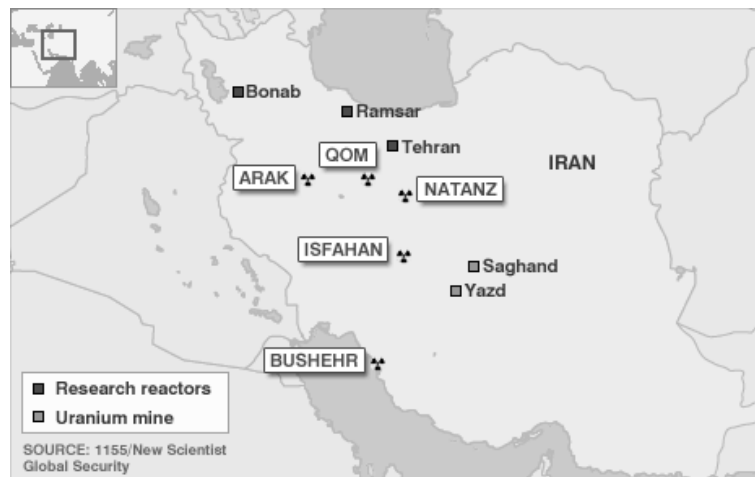 Bonab
Ramsar
Tehran
QOM
IRAN
ARAK
NATANZ
ISFAHAN
Saghand
Yazd
BUSHEHR
Research reactors
Uranium mine
SOURCE: 1155/New Scientist
Global Security